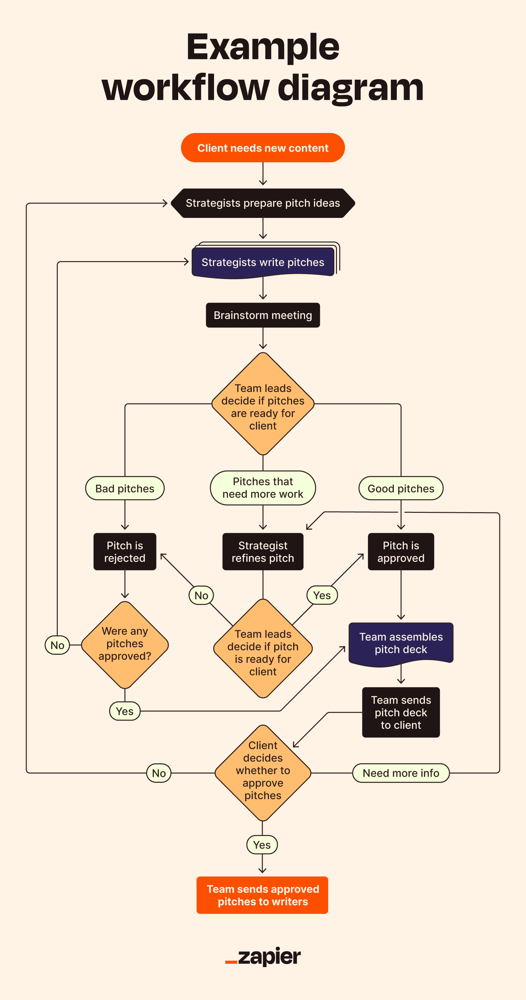 Example
workflow diagram
Client needs new content
Strategists prepare pitch ideas
Strategists write pitches
Brainstorm meeting
Team leads
decide if pitches
are ready for
client
Bad pitches
Pitches that
need more work
Good pitches
Pitch is
rejected
Strategist
refines pitch
Pitch is
approved
No
Yes
Were any
pitches
approved?
Team leads
decide if pitch
is ready for
client
Team assembles
pitch deck
No
Yes
Team sends
pitch deck
to client
Client
decides
whether to
approve
pitches
No
Need more info
Yes
Team sends approved
pitches to writers
zapier